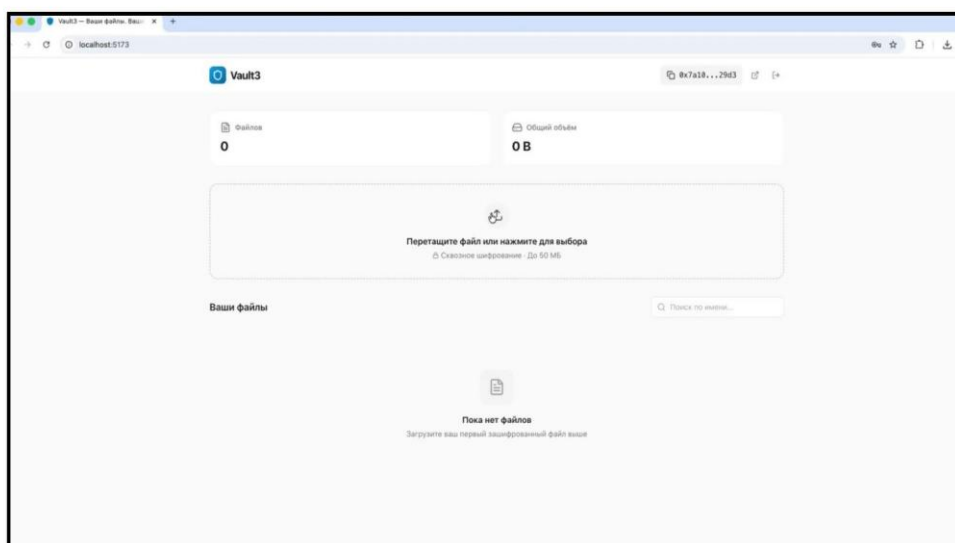 Vault3 — Ваши файлы. Ваш
localhost:5173
Vault3
0x7a18...29d3
Файлов
0
Общий объём
0 B
Перетащите файл или нажмите для выбора
Сквозное шифрование · До 50 МБ
Ваши файлы
Поиск по имени...
Пока нет файлов
Загрузите ваш первый зашифрованный файл выше